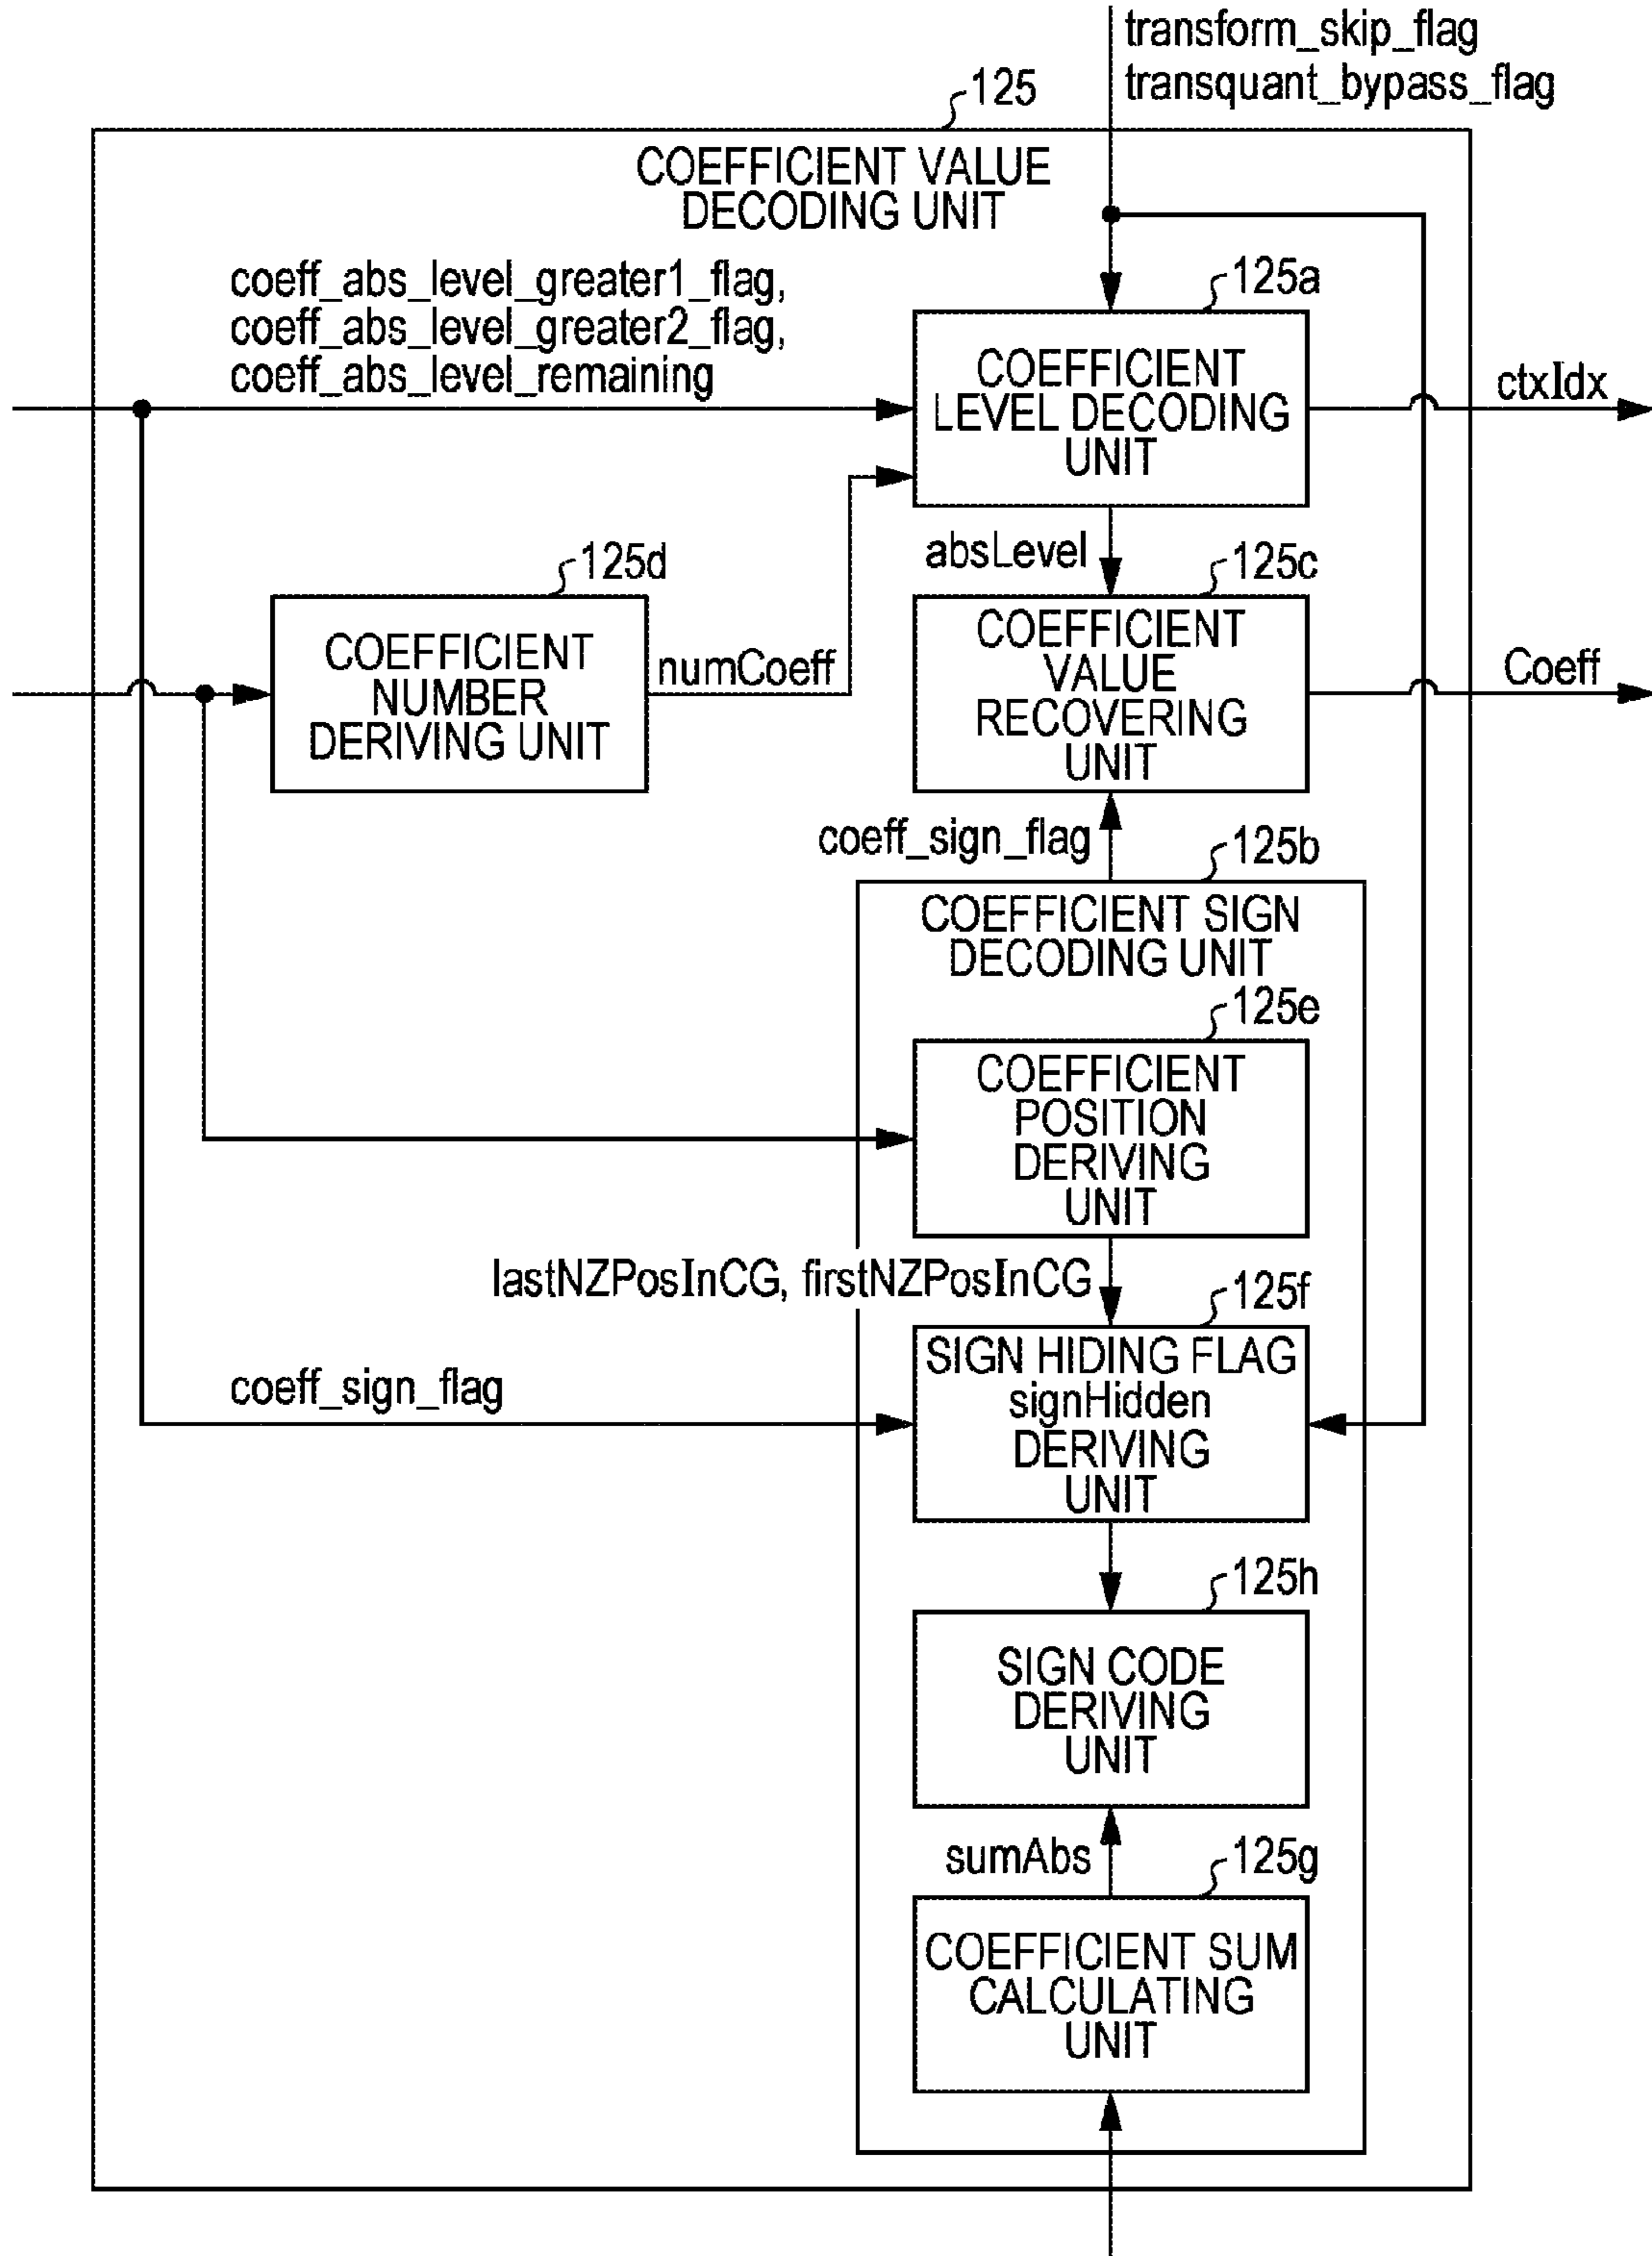 transform_skip_flag
transquant_bypass_flag
125
COEFFICIENT VALUE
DECODING UNIT
coeff_abs_level_greater1_flag,
coeff_abs_level_greater2_flag,
coeff_abs_level_remaining
125a
COEFFICIENT
LEVEL DECODING
UNIT
ctxIdx
absLevel
125d
COEFFICIENT
NUMBER
DERIVING UNIT
numCoeff
125c
COEFFICIENT
VALUE
RECOVERING
UNIT
Coeff
coeff_sign_flag
125b
COEFFICIENT SIGN
DECODING UNIT
125e
COEFFICIENT
POSITION
DERIVING
UNIT
lastNZPosInCG, firstNZPosInCG
125f
coeff_sign_flag
SIGN HIDING FLAG
signHidden
DERIVING
UNIT
125h
SIGN CODE
DERIVING
UNIT
sumAbs
125g
COEFFICIENT SUM
CALCULATING
UNIT